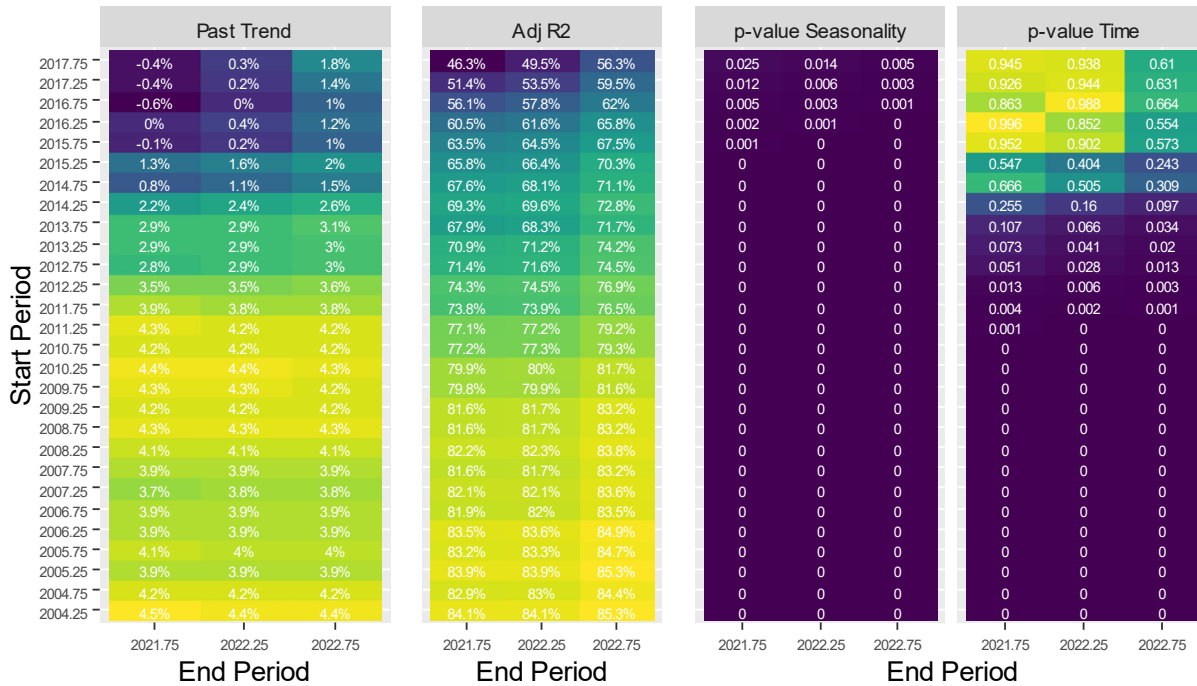 Past Trend Adj R2 p-value Seasonality p-value Time
2017.75 -0.4% 0.3% 1.8% 46.3% 49.5% 56.3% 0.025 0.014 0.005 0.945 0.938 0.61
2017.25 -0.4% 0.2% 1.4% 51.4% 53.5% 59.5% 0.012 0.006 0.003 0.926 0.944 0.631
2016.75 -0.6% 0% 1% 56.1% 57.8% 62% 0.005 0.003 0.001 0.863 0.988 0.664
2016.25 0% 0.4% 1.2% 60.5% 61.6% 65.8% 0.002 0.001 0 0.996 0.852 0.554
2015.75 -0.1% 0.2% 1% 63.5% 64.5% 67.5% 0.001 0 0 0.952 0.902 0.573
2015.25 1.3% 1.6% 2% 65.8% 66.4% 70.3% 0 0 0 0.547 0.404 0.243
2014.75 0.8% 1.1% 1.5% 67.6% 68.1% 71.1% 0 0 0 0.666 0.505 0.309
2014.25 2.2% 2.4% 2.6% 69.3% 69.6% 72.8% 0 0 0 0.255 0.16 0.097
2013.75 2.9% 2.9% 3.1% 67.9% 68.3% 71.7% 0 0 0 0.107 0.066 0.034
2013.25 2.9% 2.9% 3% 70.9% 71.2% 74.2% 0 0 0 0.073 0.041 0.02
2012.75 2.8% 2.9% 3% 71.4% 71.6% 74.5% 0 0 0 0.051 0.028 0.013
2012.25 3.5% 3.5% 3.6% 74.3% 74.5% 76.9% 0 0 0 0.013 0.006 0.003
2011.75 3.9% 3.8% 3.8% 73.8% 73.9% 76.5% 0 0 0 0.004 0.002 0.001
2011.25 4.3% 4.2% 4.2% 77.1% 77.2% 79.2% 0 0 0 0.001 0 0
2010.75 4.2% 4.2% 4.2% 77.2% 77.3% 79.3% 0 0 0 0 0 0
2010.25 4.4% 4.4% 4.3% 79.9% 80% 81.7% 0 0 0 0 0 0
2009.75 4.3% 4.3% 4.2% 79.8% 79.9% 81.6% 0 0 0 0 0 0
2009.25 4.2% 4.2% 4.2% 81.6% 81.7% 83.2% 0 0 0 0 0 0
2008.75 4.3% 4.3% 4.3% 81.6% 81.7% 83.2% 0 0 0 0 0 0
2008.25 4.1% 4.1% 4.1% 82.2% 82.3% 83.8% 0 0 0 0 0 0
2007.75 3.9% 3.9% 3.9% 81.6% 81.7% 83.2% 0 0 0 0 0 0
2007.25 3.7% 3.8% 3.8% 82.1% 82.1% 83.6% 0 0 0 0 0 0
2006.75 3.9% 3.9% 3.9% 81.9% 82% 83.5% 0 0 0 0 0 0
2006.25 3.9% 3.9% 3.9% 83.5% 83.6% 84.9% 0 0 0 0 0 0
2005.75 4.1% 4% 4% 83.2% 83.3% 84.7% 0 0 0 0 0 0
2005.25 3.9% 3.9% 3.9% 83.9% 83.9% 85.3% 0 0 0 0 0 0
2004.75 4.2% 4.2% 4.2% 82.9% 83% 84.4% 0 0 0 0 0 0
2004.25 4.5% 4.4% 4.4% 84.1% 84.1% 85.3% 0 0 0 0 0 0
2021.75 2022.25 2022.75 2021.75 2022.25 2022.75 2021.75 2022.25 2022.75 2021.75 2022.25 2022.75
End Period End Period End Period
Start Period